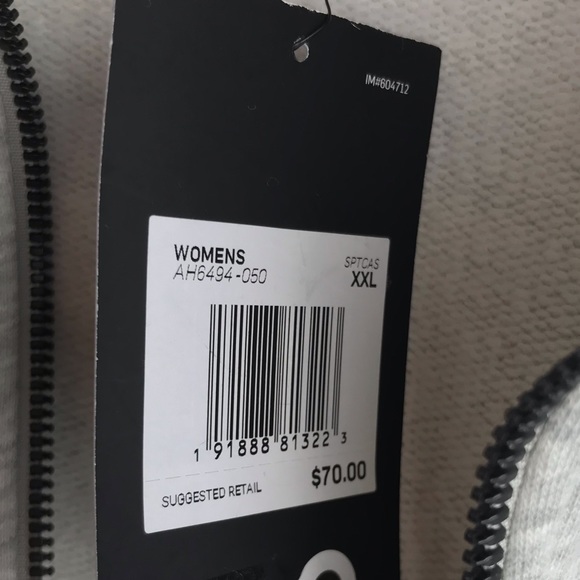 IM#604712
WOMENS
AH6494-050
SPTCAS
XXL
1 91888 81322 3
SUGGESTED RETAIL
$70.00